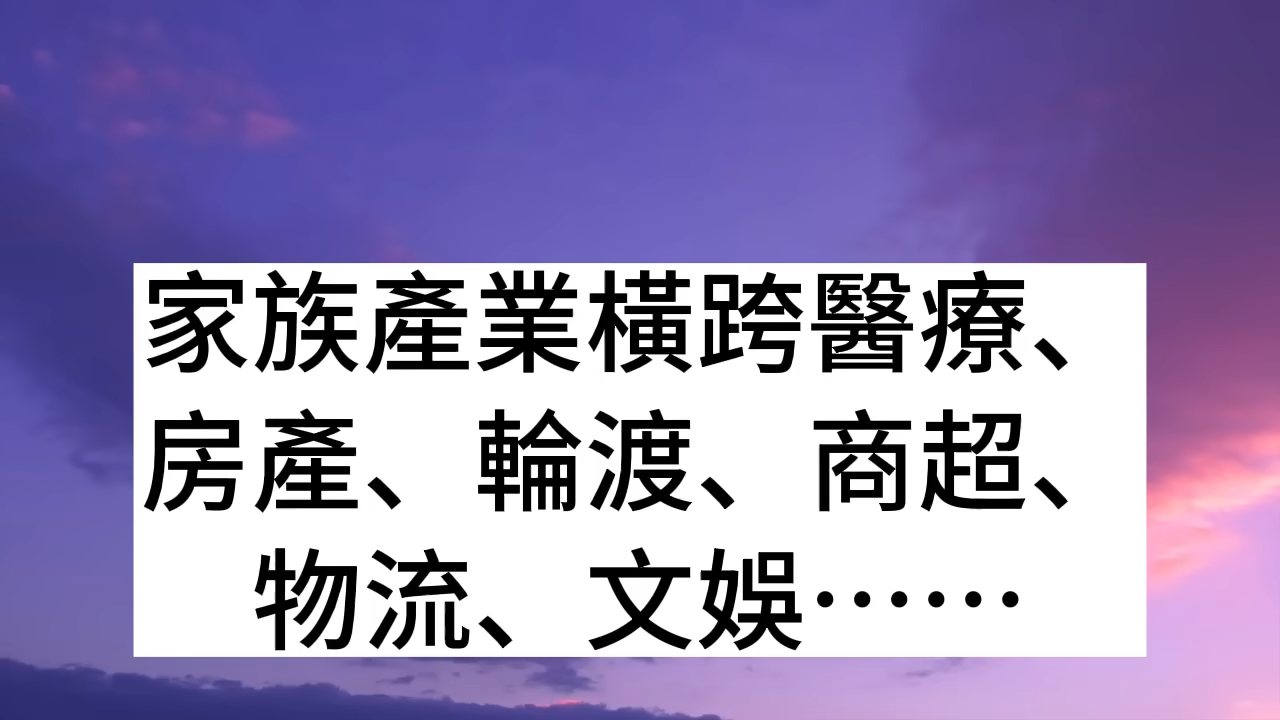 家族產業橫跨醫療、
房產、輪渡、商超、
物流、文娛……